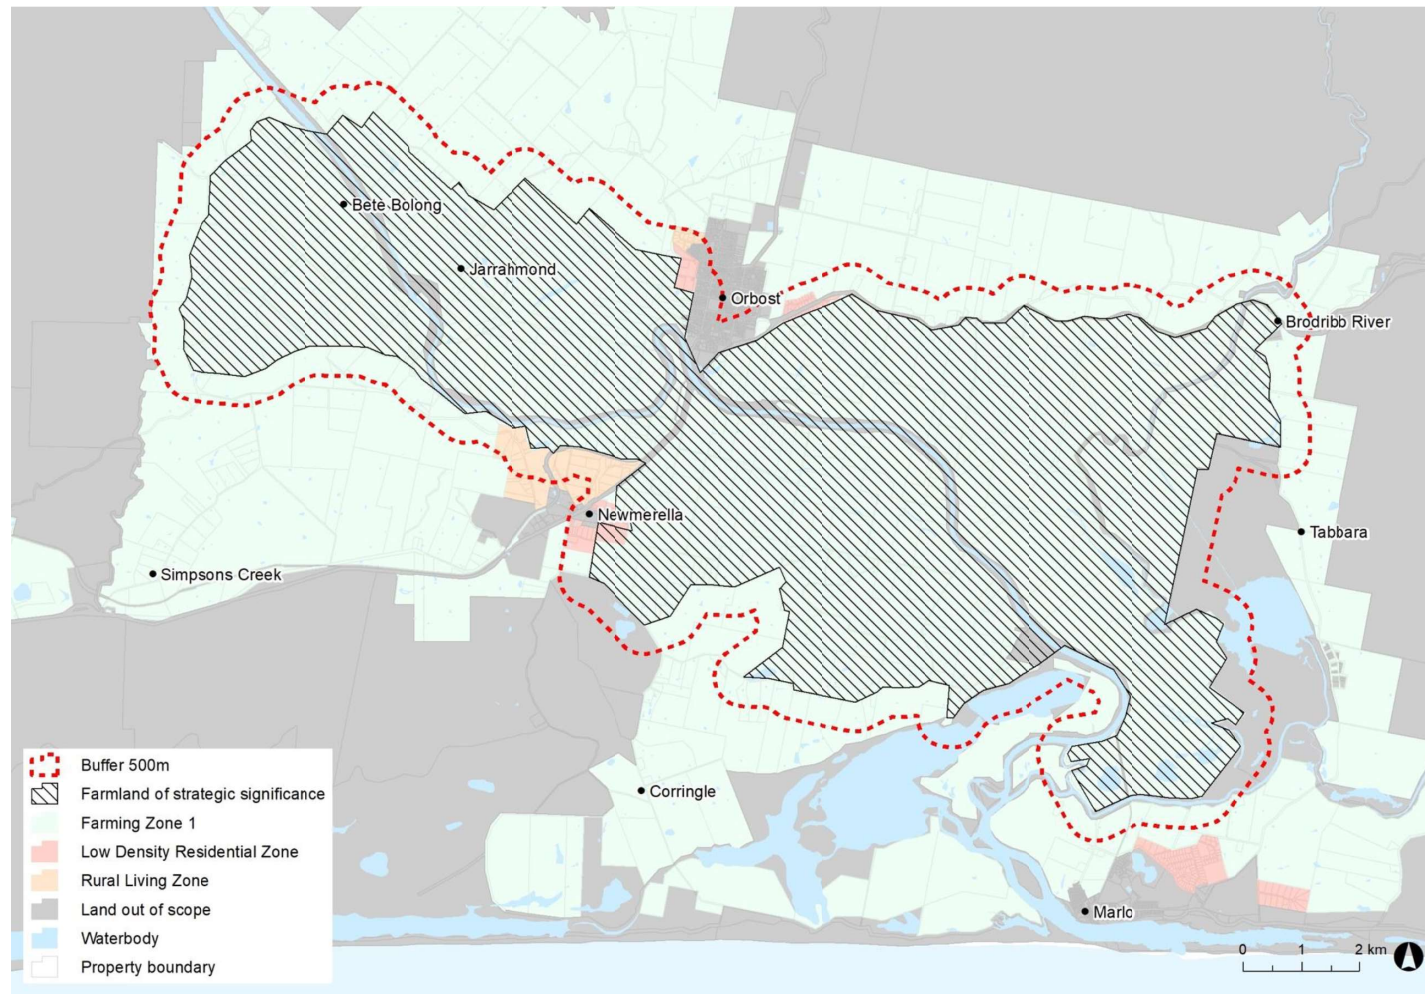 Bete Bolong
Jarrahmond
Orbost
Brodribb River
Newmerella
Tabbara
Simpsons Creek
Corringle
Marlo
Buffer 500m
Farmland of strategic significance
Farming Zone 1
Low Density Residential Zone
Rural Living Zone
Land out of scope
Waterbody
Property boundary
0 1 2 km